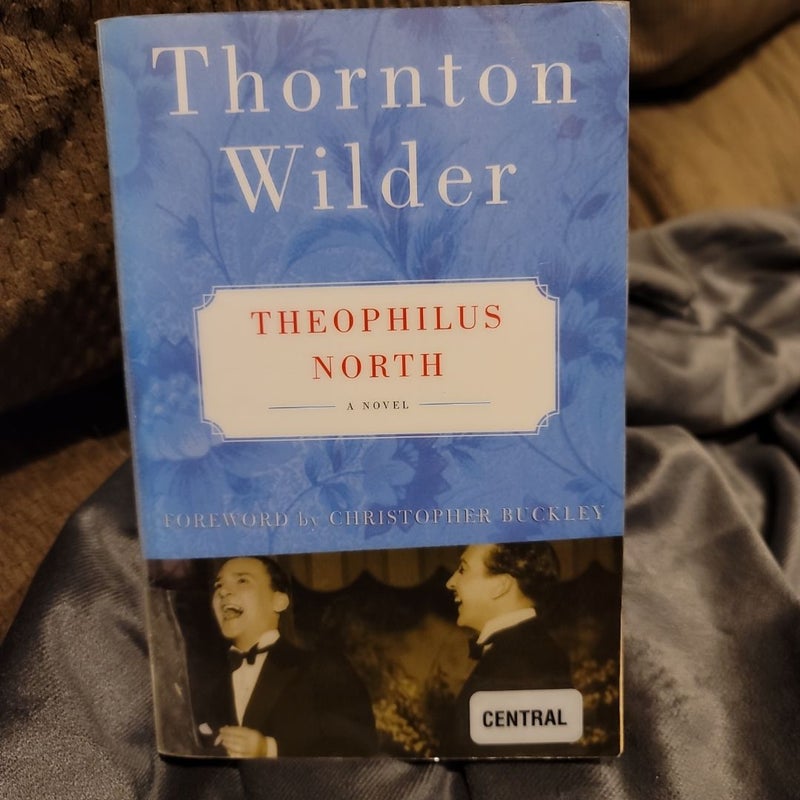 Thornton
Wilder
THEOPHILUS
NORTH
A NOVEL
FOREWORD by CHRISTOPHER BUCKLEY
CENTRAL